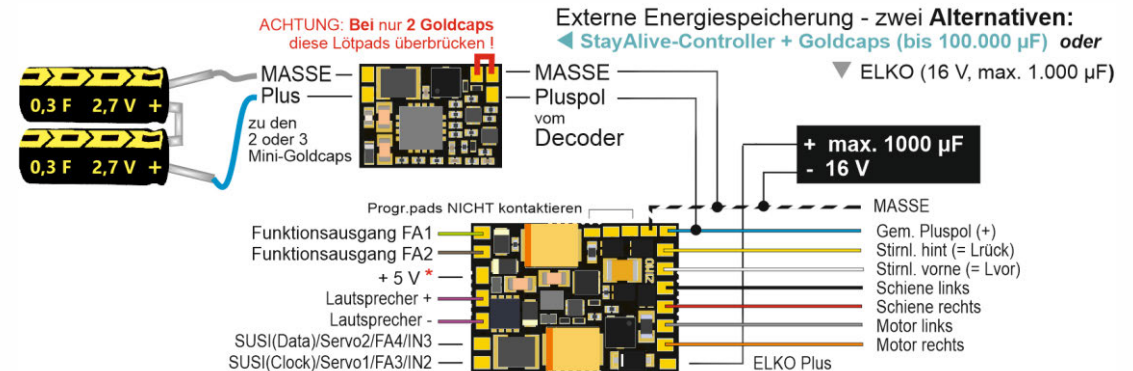 ACHTUNG: Bei nur 2 Goldcaps
diese Lötpads überbrücken !
Externe Energiespeicherung - zwei Alternativen:
StayAlive-Controller + Goldcaps (bis 100.000 µF) oder
ELKO (16 V, max. 1.000 µF)
0,3 F 2,7 V +
0,3 F 2,7 V +
MASSE
Plus
zu den
2 oder 3
Mini-Goldcaps
MASSE
Pluspol
vom
Decoder
+ max. 1000 µF
- 16 V
Progr.pads NICHT kontaktieren
Funktionsausgang FA1
Funktionsausgang FA2
+ 5 V *
Lautsprecher +
Lautsprecher -
SUSI(Data)/Servo2/FA4/IN3
SUSI(Clock)/Servo1/FA3/IN2
ZIMO
MASSE
Gem. Pluspol (+)
Stirnl. hint (= Lrück)
Stirnl. vorne (= Lvor)
Schiene links
Schiene rechts
Motor links
Motor rechts
ELKO Plus